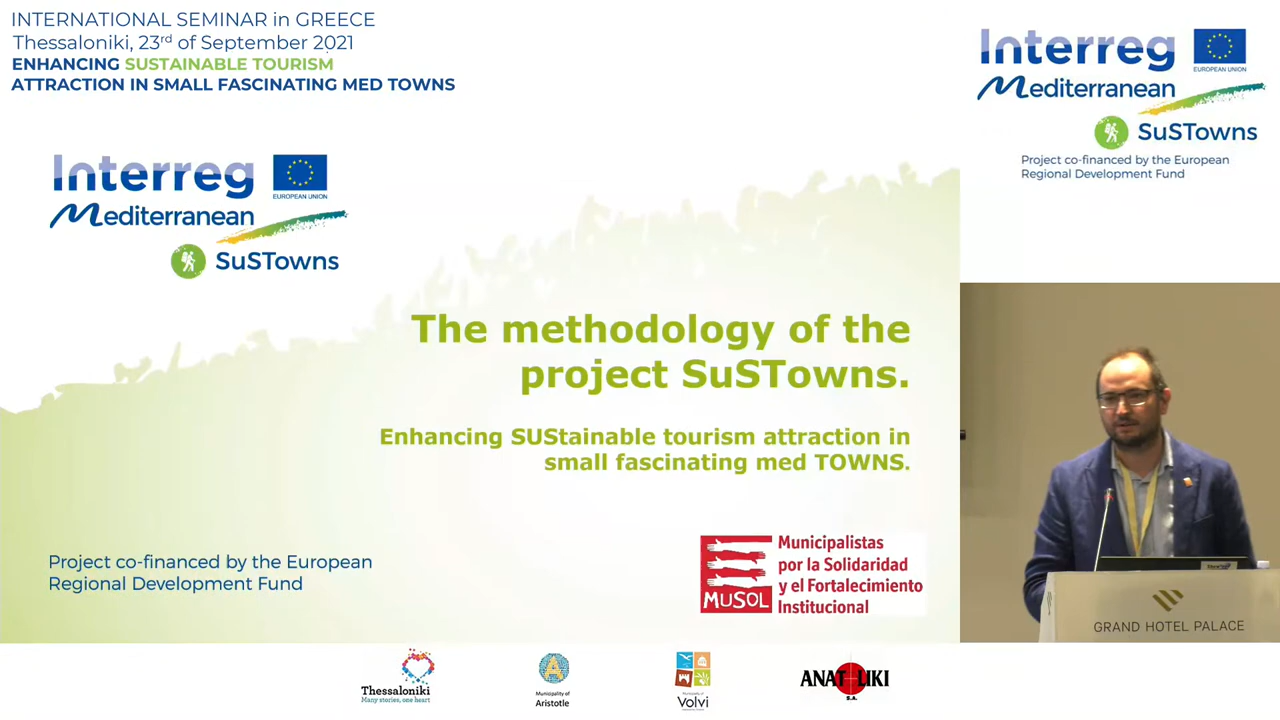 INTERNATIONAL SEMINAR in GREECE
Thessaloniki, 23rd of September 2021
ENHANCING SUSTAINABLE TOURISM
ATTRACTION IN SMALL FASCINATING MED TOWNS
Interreg
EUROPEAN UNION
Mediterranean
SuSTowns
Project co-financed by the European
Regional Development Fund
Interreg
EUROPEAN UNION
Mediterranean
SuSTowns
The methodology of the
project SuSTowns.
Enhancing SUStainable tourism attraction in
small fascinating med TOWNS.
Project co-financed by the European
Regional Development Fund
MUSOL
Municipalistas
por la Solidaridad
y el Fortalecimiento
Institucional
GRAND HOTEL PALACE
Thessaloniki
Many stories, one heart
Municipality of
Aristotle
Municipality of
Volvi
ANATOLIKI
S.A.